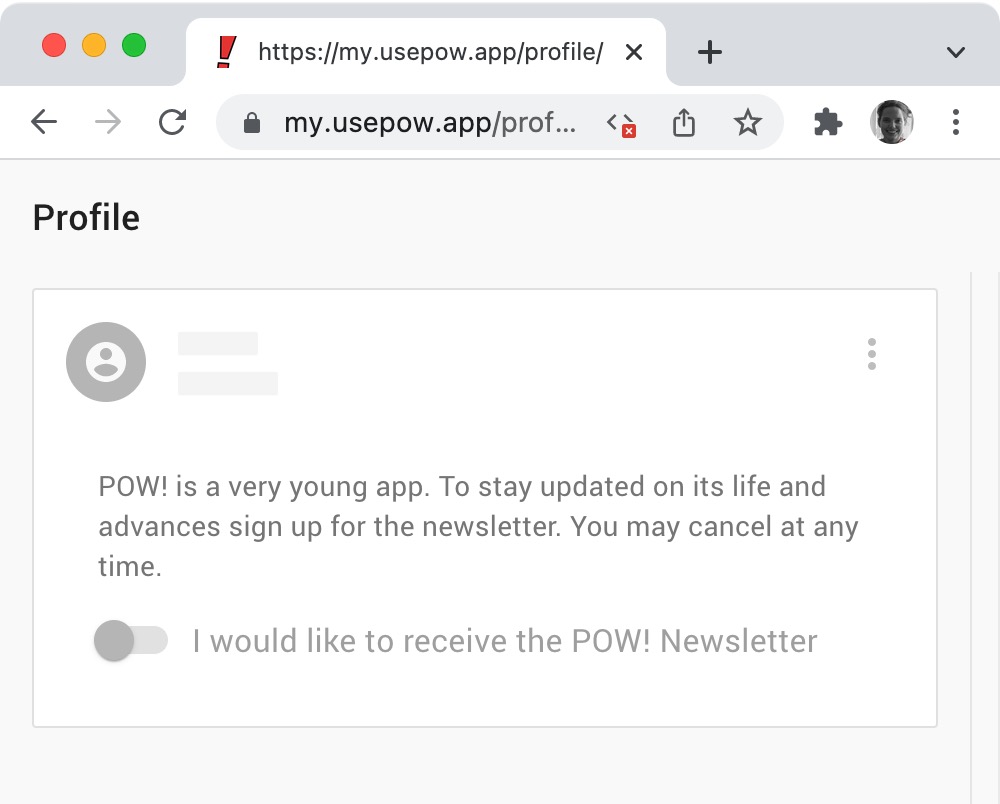 https://my.usepow.app/profile/
my.usepow.app/prof...
Profile
POW! is a very young app. To stay updated on its life and
advances sign up for the newsletter. You may cancel at any
time.
I would like to receive the POW! Newsletter